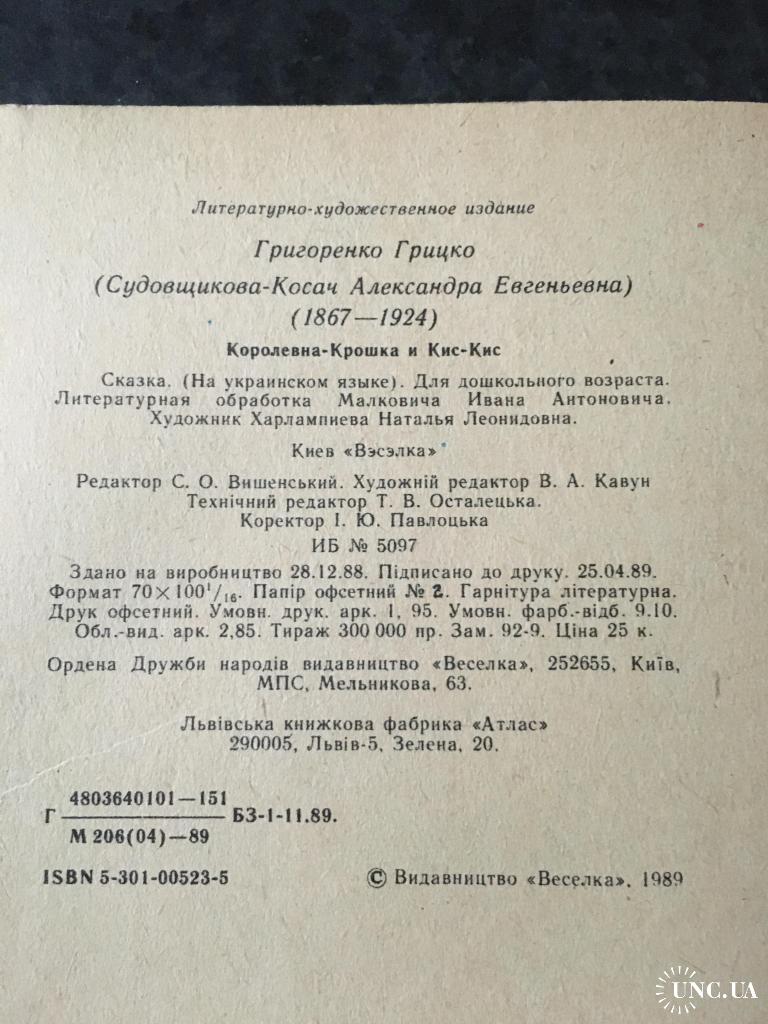 Литературно-художественное издание
Григоренко Грицко
(Судовщикова-Косач Александра Евгеньевна)
(1867—1924)
Королевна-Крошка и Кис-Кис
Сказка. (На украинском языке). Для дошкольного возраста.
Литературная обработка Малковича Ивана Антоновича.
Художник Харлампиева Наталья Леонидовна.
Киев «Вэсэлка»
Редактор С. О. Вишенський. Художній редактор В. А. Кавун
Технічний редактор Т. В. Осталецька.
Коректор І. Ю. Павлоцька
ИБ № 5097
Здано на виробництво 28.12.88. Підписано до друку. 25.04.89.
Формат 70×100¹/₁₆. Папір офсетний № 2. Гарнітура літературна.
Друк офсетний. Умовн. друк. арк. 1, 95. Умовн. фарб.-відб. 9.10.
Обл.-вид. арк. 2,85. Тираж 300 000 пр. Зам. 92-9. Ціна 25 к.
Ордена Дружби народів видавництво «Веселка», 252655, Київ,
МПС, Мельникова, 63.
Львівська книжкова фабрика «Атлас»
290005, Львів-5, Зелена, 20.
4803640101—151
Г БЗ-1-11.89.
М 206(04)—89
ISBN 5-301-00523-5 © Видавництво «Веселка», 1989
UNC.UA